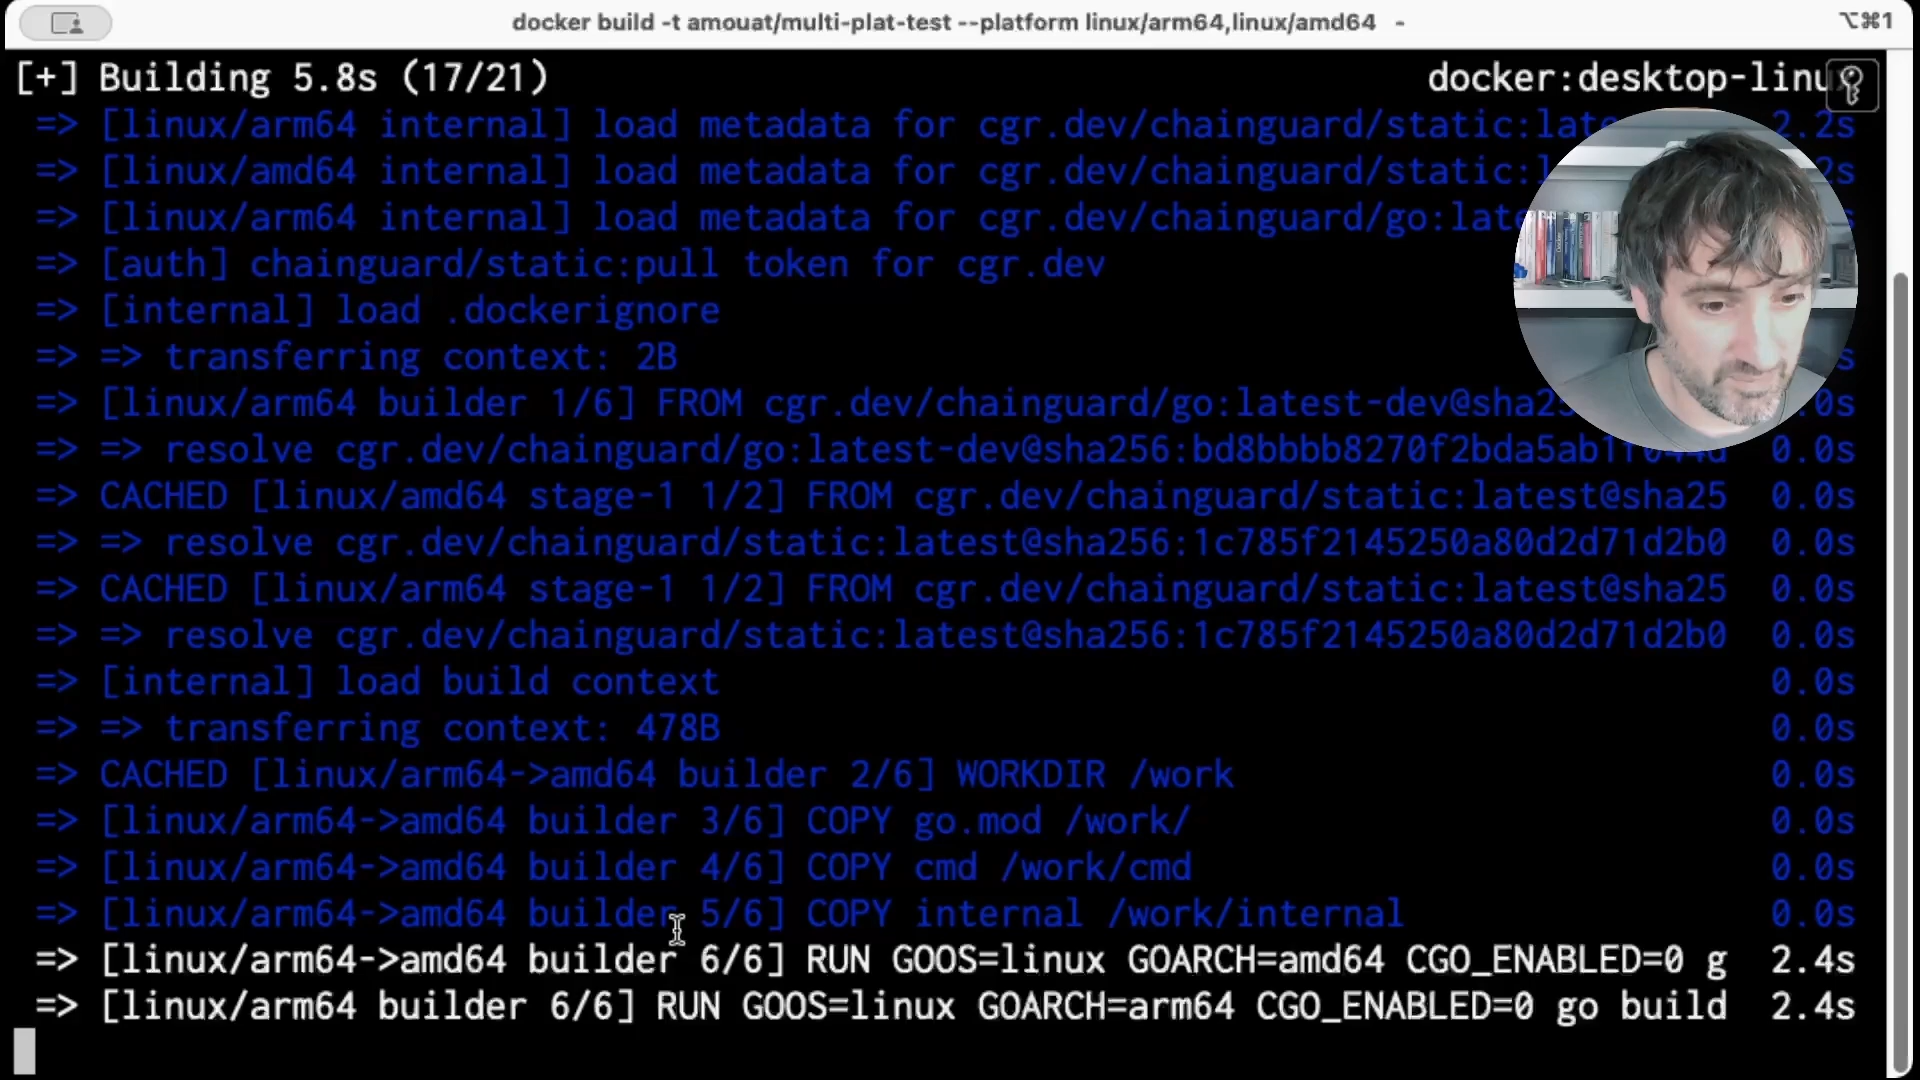 docker build -t amouat/multi-plat-test --platform linux/arm64,linux/amd64 -
⌥⌘1
[+] Building 5.8s (17/21) docker:desktop-linu
=> [linux/arm64 internal] load metadata for cgr.dev/chainguard/static:late 2.2s
=> [linux/amd64 internal] load metadata for cgr.dev/chainguard/static:l 2s
=> [linux/arm64 internal] load metadata for cgr.dev/chainguard/go:late s
=> [auth] chainguard/static:pull token for cgr.dev
=> [internal] load .dockerignore
=> => transferring context: 2B s
=> [linux/arm64 builder 1/6] FROM cgr.dev/chainguard/go:latest-dev@sha25 .0s
=> => resolve cgr.dev/chainguard/go:latest-dev@sha256:bd8bbbb8270f2bda5ab1f044d 0.0s
=> CACHED [linux/amd64 stage-1 1/2] FROM cgr.dev/chainguard/static:latest@sha25 0.0s
=> => resolve cgr.dev/chainguard/static:latest@sha256:1c785f2145250a80d2d71d2b0 0.0s
=> CACHED [linux/arm64 stage-1 1/2] FROM cgr.dev/chainguard/static:latest@sha25 0.0s
=> => resolve cgr.dev/chainguard/static:latest@sha256:1c785f2145250a80d2d71d2b0 0.0s
=> [internal] load build context 0.0s
=> => transferring context: 478B 0.0s
=> CACHED [linux/arm64->amd64 builder 2/6] WORKDIR /work 0.0s
=> [linux/arm64->amd64 builder 3/6] COPY go.mod /work/ 0.0s
=> [linux/arm64->amd64 builder 4/6] COPY cmd /work/cmd 0.0s
=> [linux/arm64->amd64 builder 5/6] COPY internal /work/internal 0.0s
=> [linux/arm64->amd64 builder 6/6] RUN GOOS=linux GOARCH=amd64 CGO_ENABLED=0 g 2.4s
=> [linux/arm64 builder 6/6] RUN GOOS=linux GOARCH=arm64 CGO_ENABLED=0 go build 2.4s